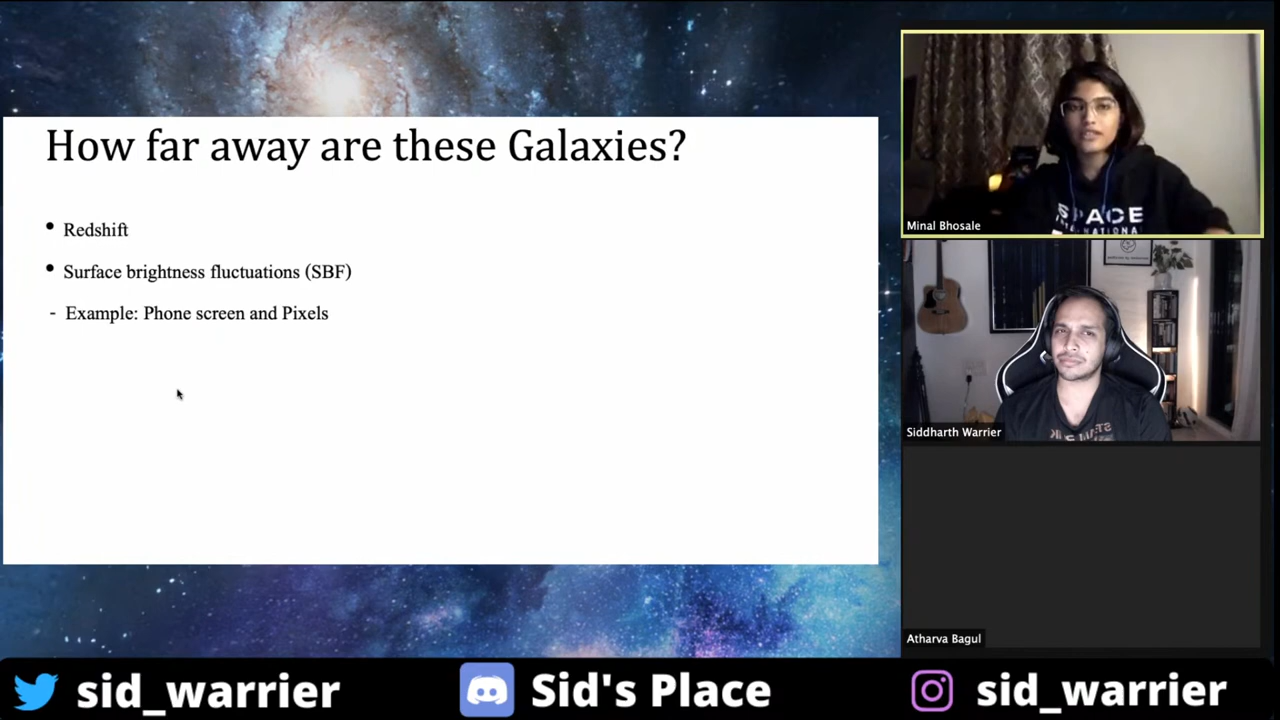 How far away are these Galaxies?
• Redshift
• Surface brightness fluctuations (SBF)
- Example: Phone screen and Pixels
SPACE
Minal Bhosale
Siddharth Warrier
Atharva Bagul
sid_warrier
Sid's Place
sid_warrier